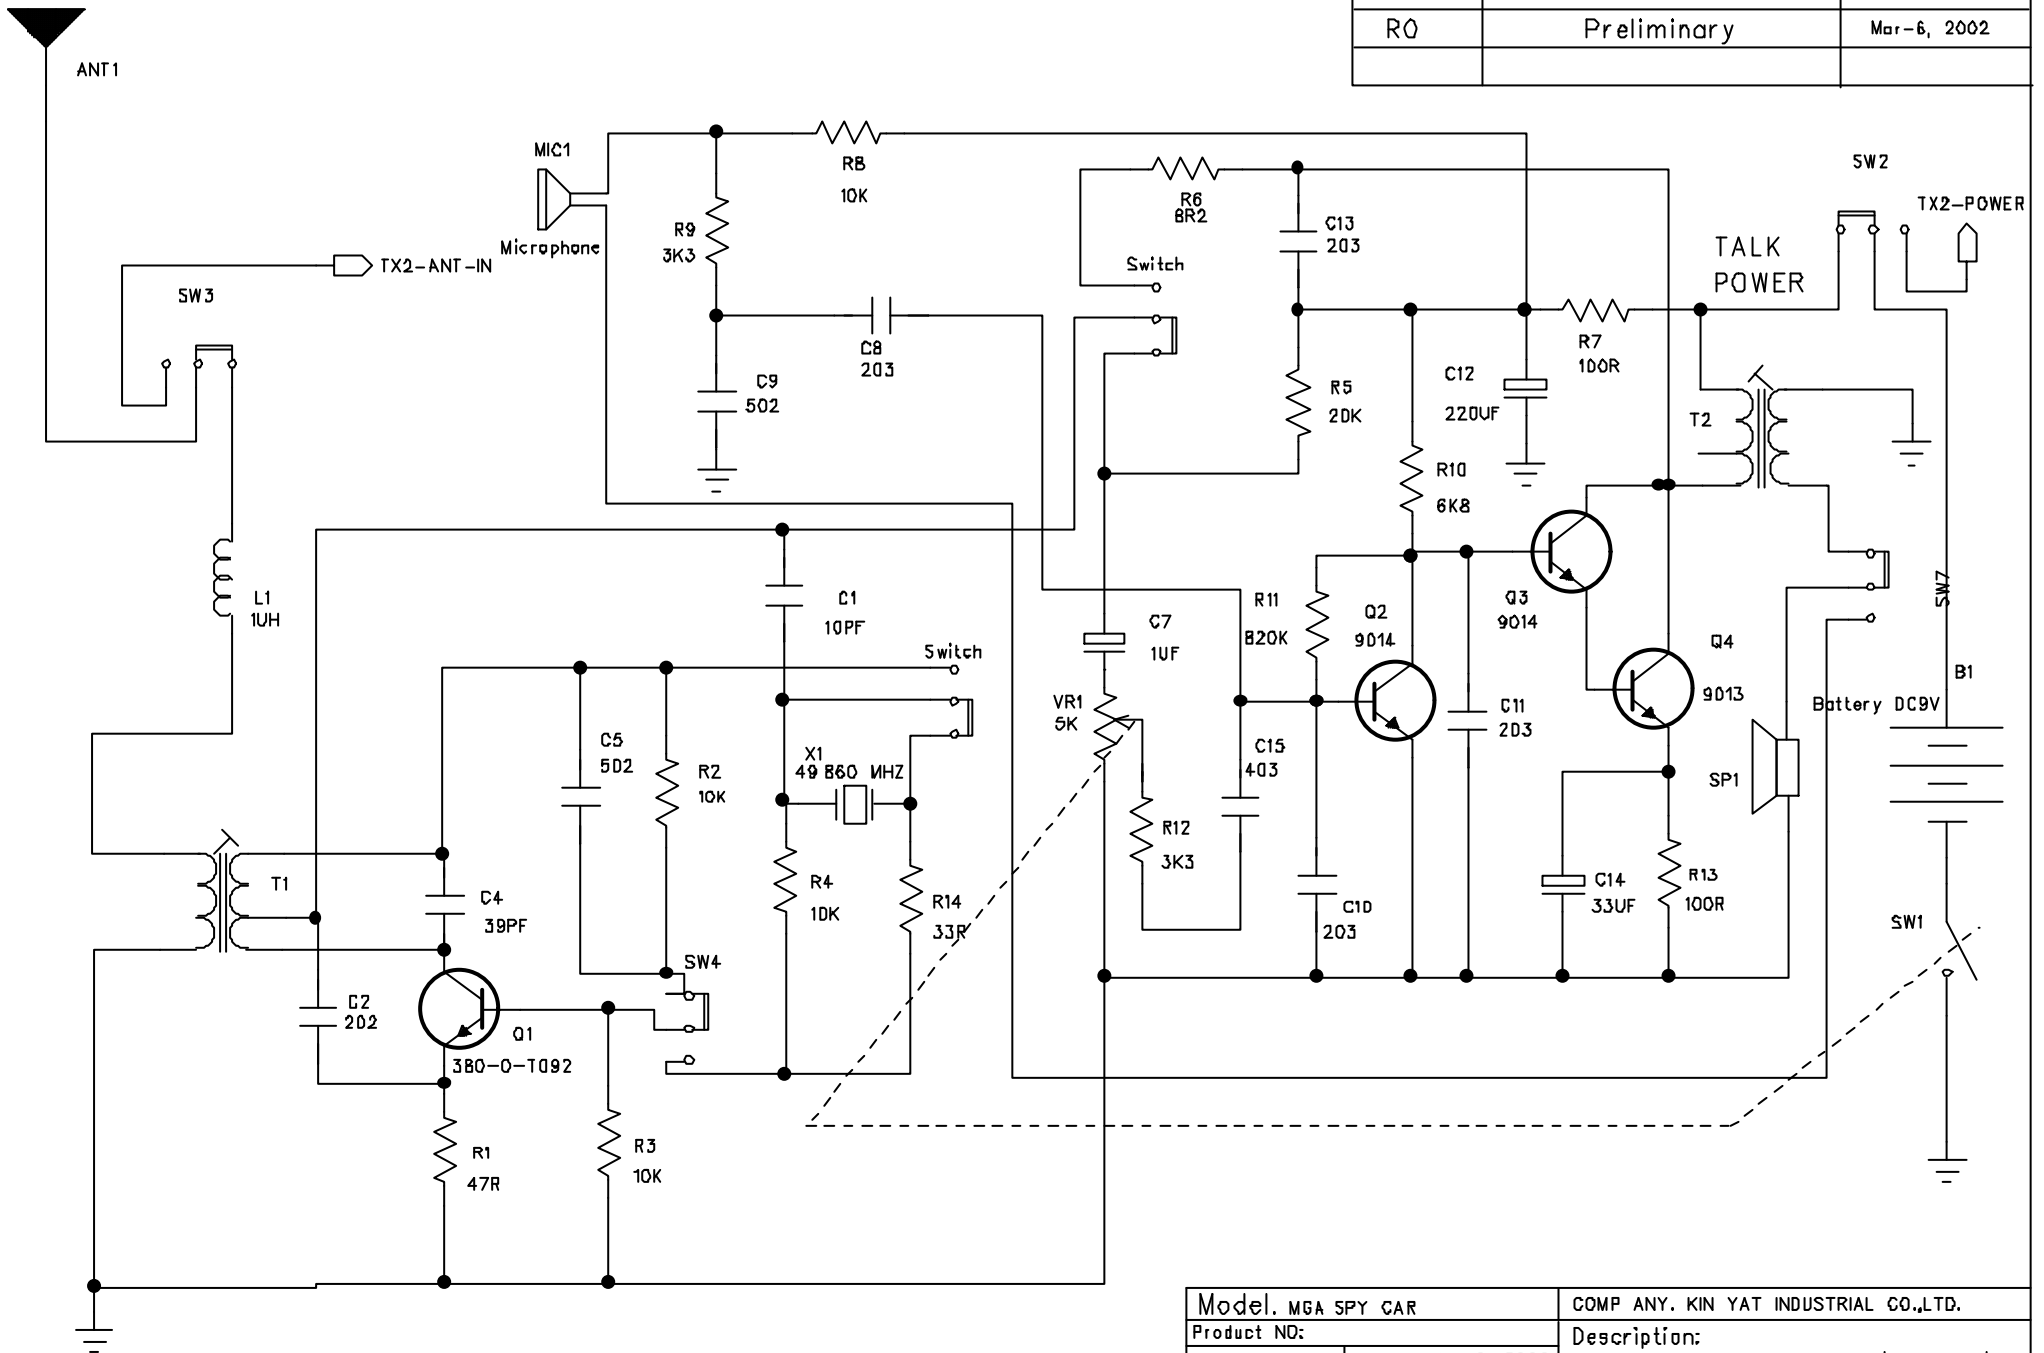 R0 Preliminary Mar-6, 2002
ANT1
MIC1
Microphone
R8
10K
R9
3K3
R6
8R2
C13
203
SW2
TX2-POWER
TALK
POWER
TX2-ANT-IN
SW3
Switch
C8
203
C9
502
R5
20K
C12
220UF
R7
100R
T2
R10
6K8
L1
1UH
C1
10PF
Switch
C7
1UF
VR1
5K
R11
820K
Q2
9014
Q3
9014
Q4
9013
SW7
B1
Battery DC9V
C5
502
R2
10K
X1
49 860 MHZ
C15
403
C11
203
SP1
T1
C4
39PF
R4
10K
R14
33R
R12
3K3
C10
203
C14
33UF
R13
100R
SW1
SW4
C2
202
Q1
380-0-T092
R1
47R
R3
10K
Model. MGA SPY CAR
COMP ANY. KIN YAT INDUSTRIAL CO.,LTD.
Product NO:
Description: